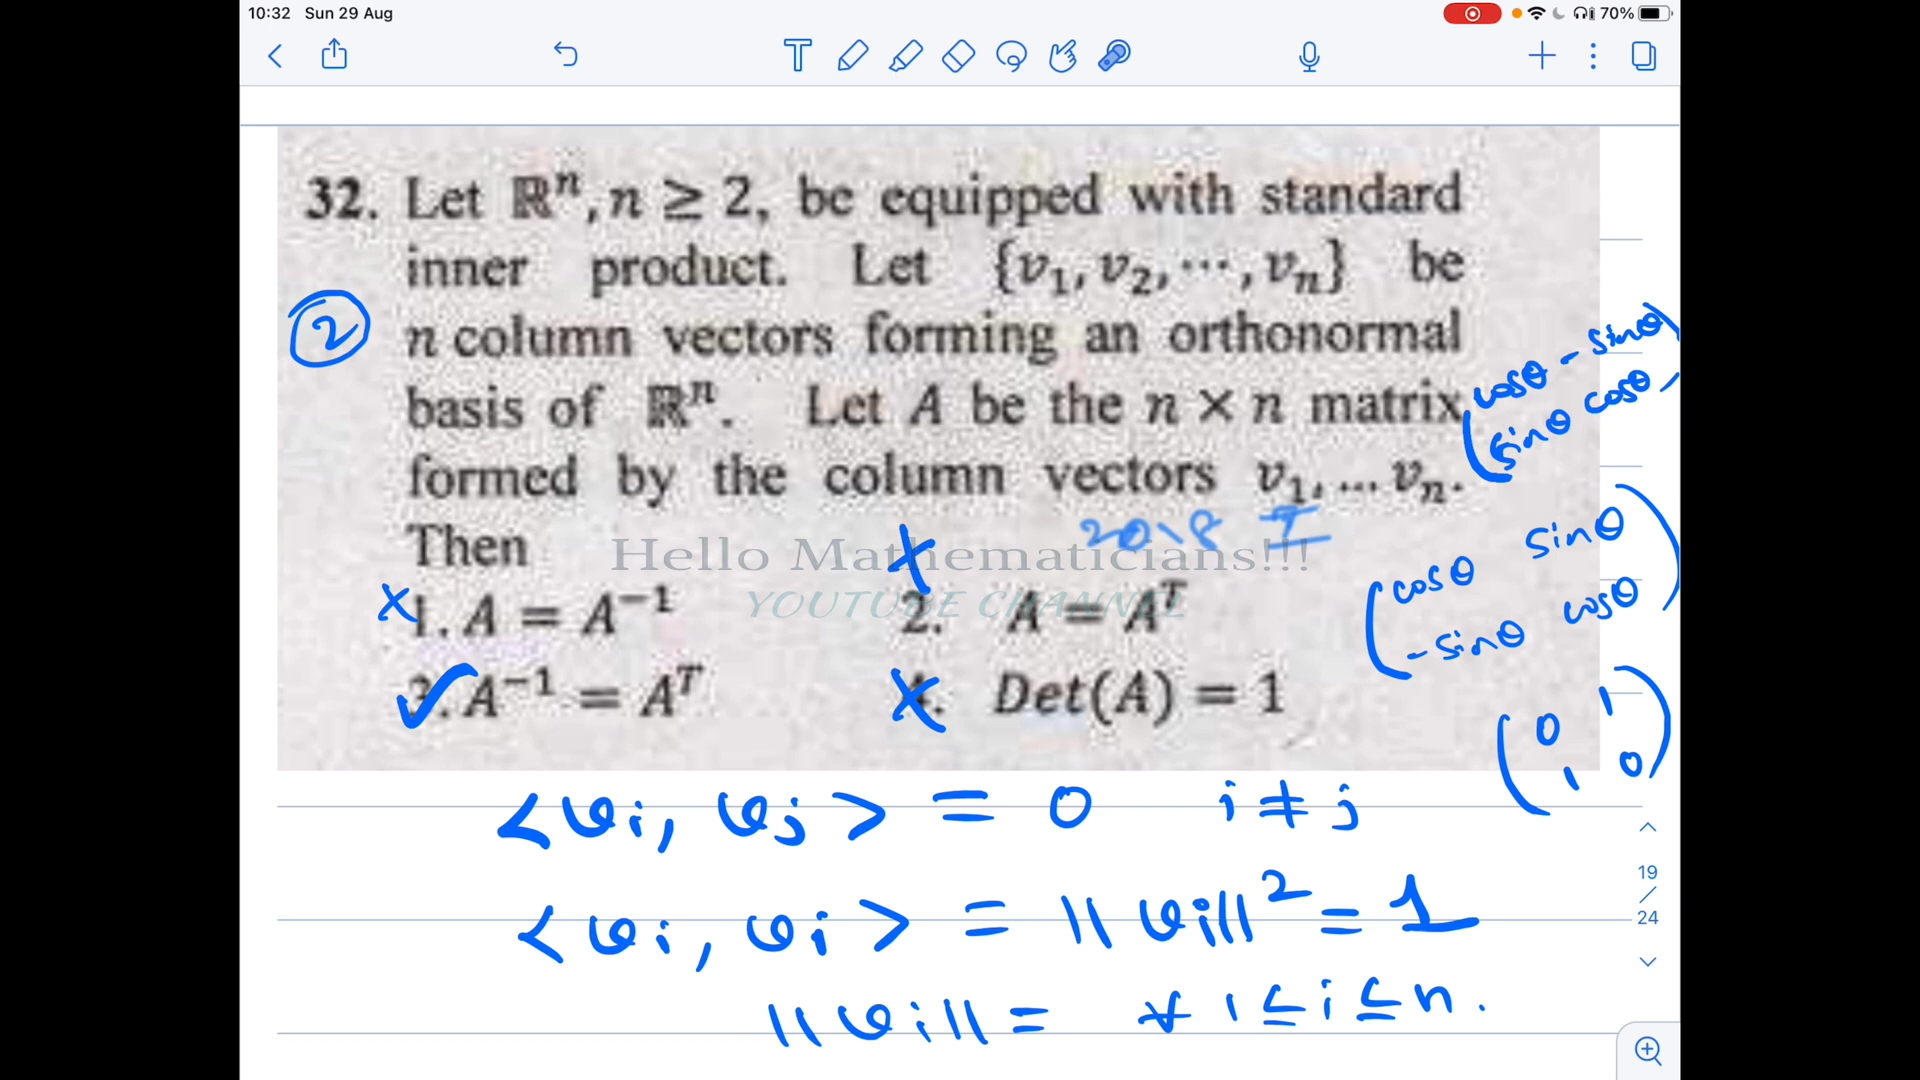 10:32 Sun 29 Aug
70%
32. Let ℝⁿ, n ≥ 2, be equipped with standard
inner product. Let {v₁, v₂, ⋯, vₙ} be
② n column vectors forming an orthonormal
basis of ℝⁿ. Let A be the n × n matrix
formed by the column vectors v₁, ... vₙ.
2018 I
Then
Hello Mathematicians!!!
YOUTUBE CHANNEL
X 1. A = A⁻¹ X 2. A = Aᵀ
✓ 3. A⁻¹ = Aᵀ X 4. Det(A) = 1
cosθ - sinθ
sinθ cosθ
cosθ sinθ
-sinθ cosθ
0 1
1 0
<vi, vj> = 0 i ≠ j
<vi, vi> = ||vi||² = 1
||vi|| = ∀ 1 ≤ i ≤ n.
19
/
24